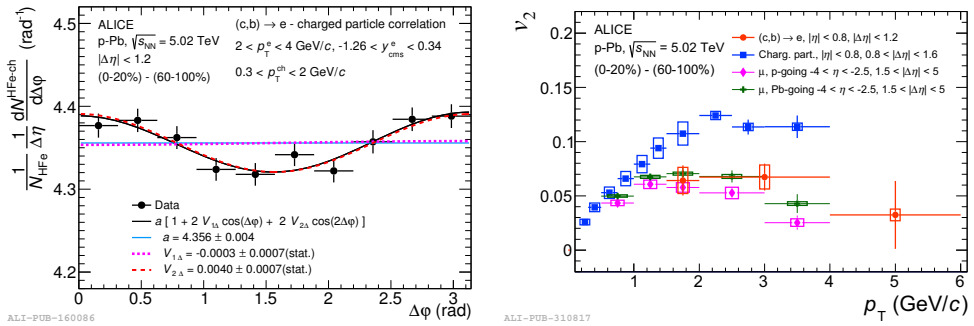 ALICE
(c,b) → e - charged particle correlation
p-Pb, √sNN = 5.02 TeV
2 < pTe < 4 GeV/c, -1.26 < ycmse < 0.34
|Δη| < 1.2
(0-20%) - (60-100%)
0.3 < pTch < 2 GeV/c
1/NHFe 1/Δη dNHFe-ch/dΔφ (rad-1)
4.5
4.4
4.3
4.2
Data
a [ 1 + 2 V1Δ cos(Δφ) + 2 V2Δ cos(2Δφ) ]
a = 4.356 ± 0.004
V1Δ = -0.0003 ± 0.0007(stat.)
V2Δ = 0.0040 ± 0.0007(stat.)
0 0.5 1 1.5 2 2.5 3
Δφ (rad)
ALI-PUB-160086
v2
ALICE
p-Pb, √sNN = 5.02 TeV
(0-20%) - (60-100%)
(c,b) → e, |η| < 0.8, |Δη| < 1.2
Charg. part., |η| < 0.8, 0.8 < |Δη| < 1.6
μ, p-going -4 < η < -2.5, 1.5 < |Δη| < 5
μ, Pb-going -4 < η < -2.5, 1.5 < |Δη| < 5
0.2
0.15
0.1
0.05
0
1 2 3 4 5 6
pT (GeV/c)
ALI-PUB-310817